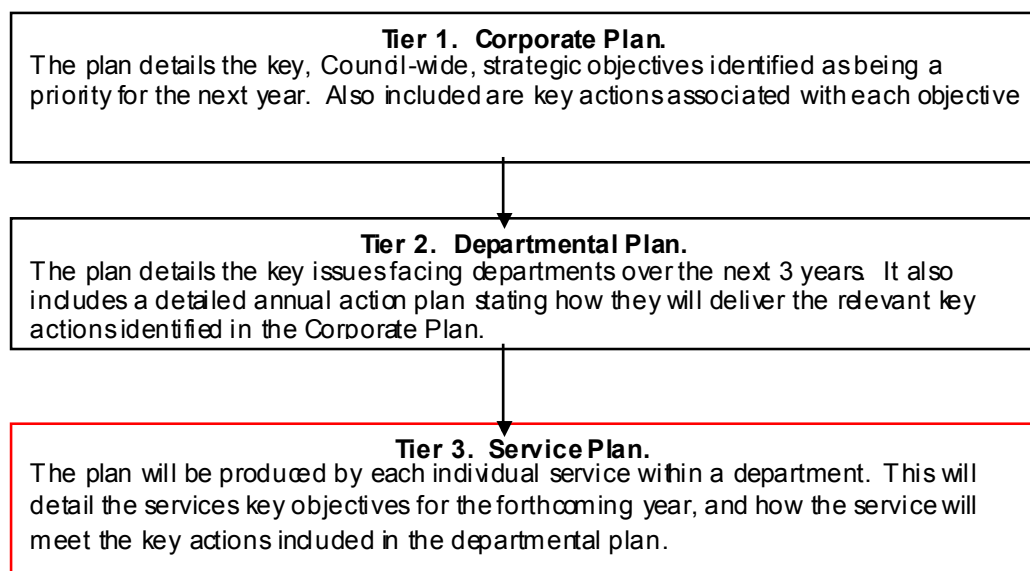 Tier 1. Corporate Plan.
The plan details the key, Council-wide, strategic objectives identified as being a
priority for the next year. Also included are key actions associated with each objective
Tier 2. Departmental Plan.
The plan details the key issues facing departments over the next 3 years. It also
includes a detailed annual action plan stating how they will deliver the relevant key
actions identified in the Corporate Plan.
Tier 3. Service Plan.
The plan will be produced by each individual service within a department. This will
detail the services key objectives for the forthcoming year, and how the service will
meet the key actions included in the departmental plan.